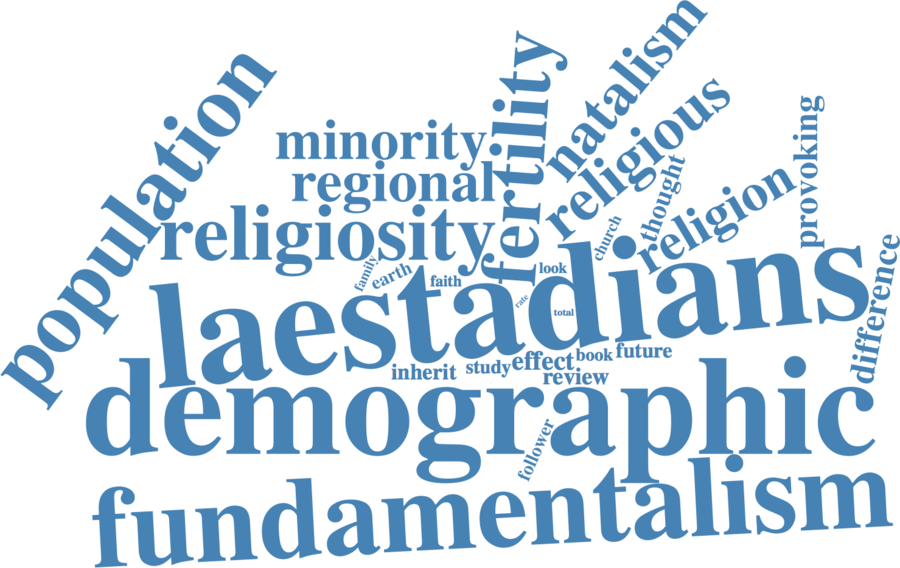 population
minority
regional
religiosity
fertility
natalism
religious
thought
religion
provoking
church
family
earth
faith
look
rate
total
laestadians
difference
inherit
study
effect
book
future
review
demographic
follower
fundamentalism